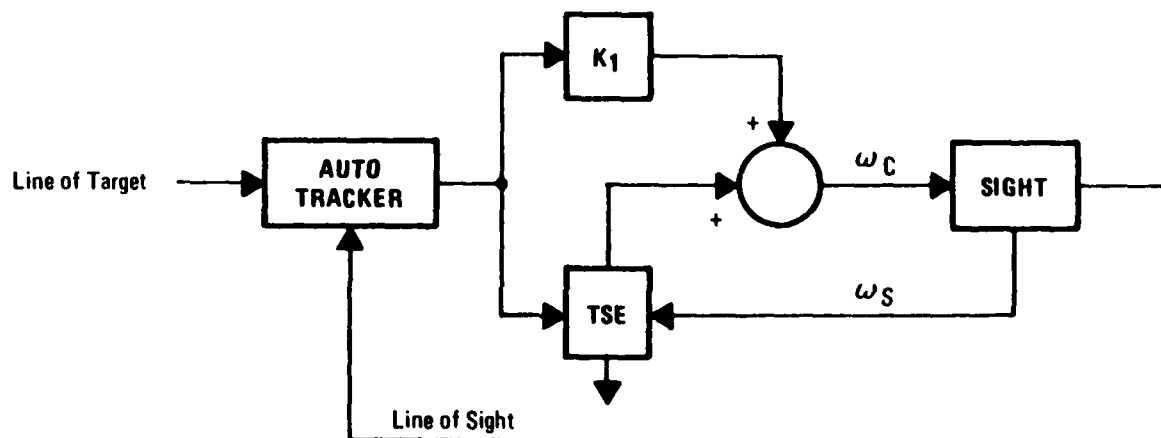 K1
+
Line of Target
AUTO
TRACKER
ωC
SIGHT
+
TSE
ωS
Line of Sight